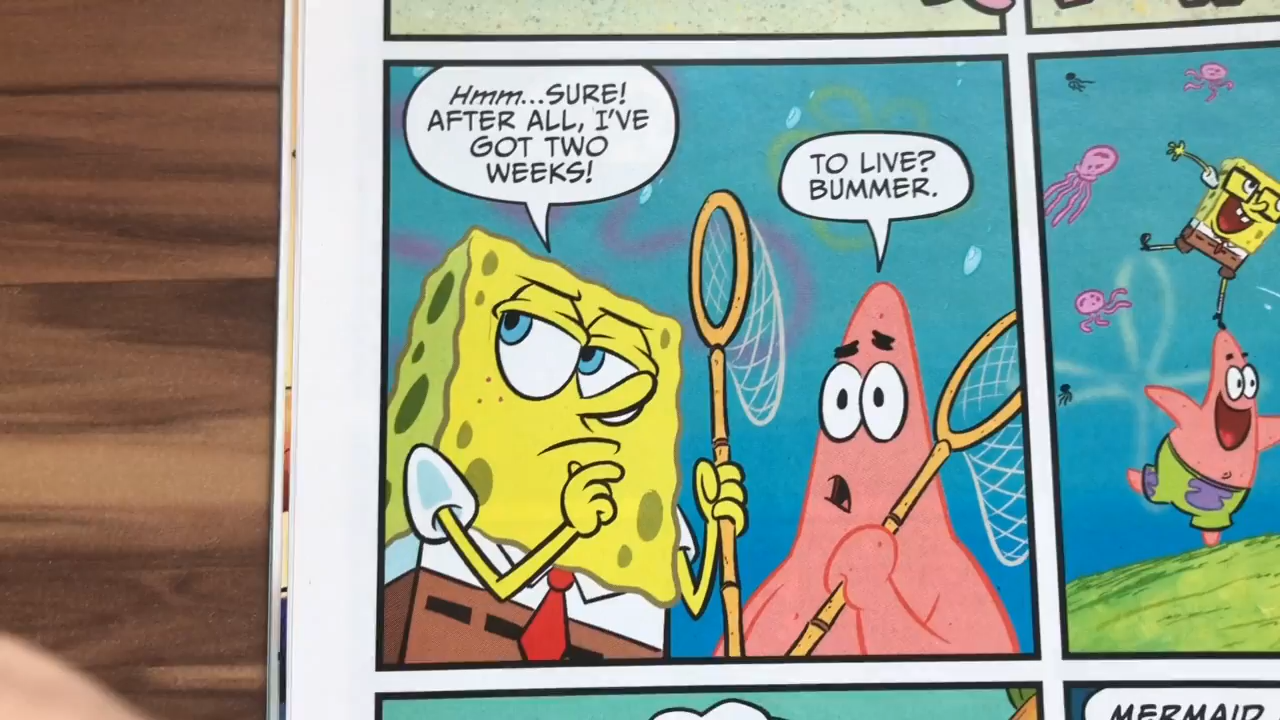 Hmm...SURE!
AFTER ALL, I'VE
GOT TWO
WEEKS!
TO LIVE?
BUMMER.
MERMAID